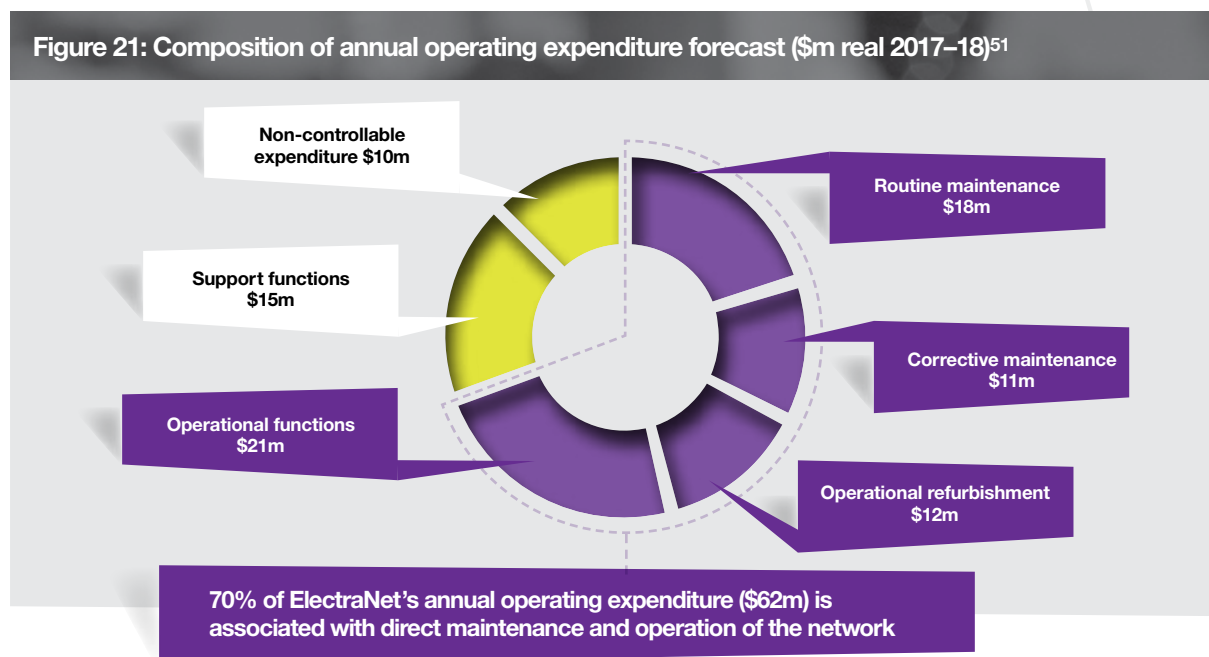 Figure 21: Composition of annual operating expenditure forecast ($m real 2017–18)51
Non-controllable
expenditure $10m
Routine maintenance
$18m
Support functions
$15m
Corrective maintenance
$11m
Operational functions
$21m
Operational refurbishment
$12m
70% of ElectraNet’s annual operating expenditure ($62m) is
associated with direct maintenance and operation of the network